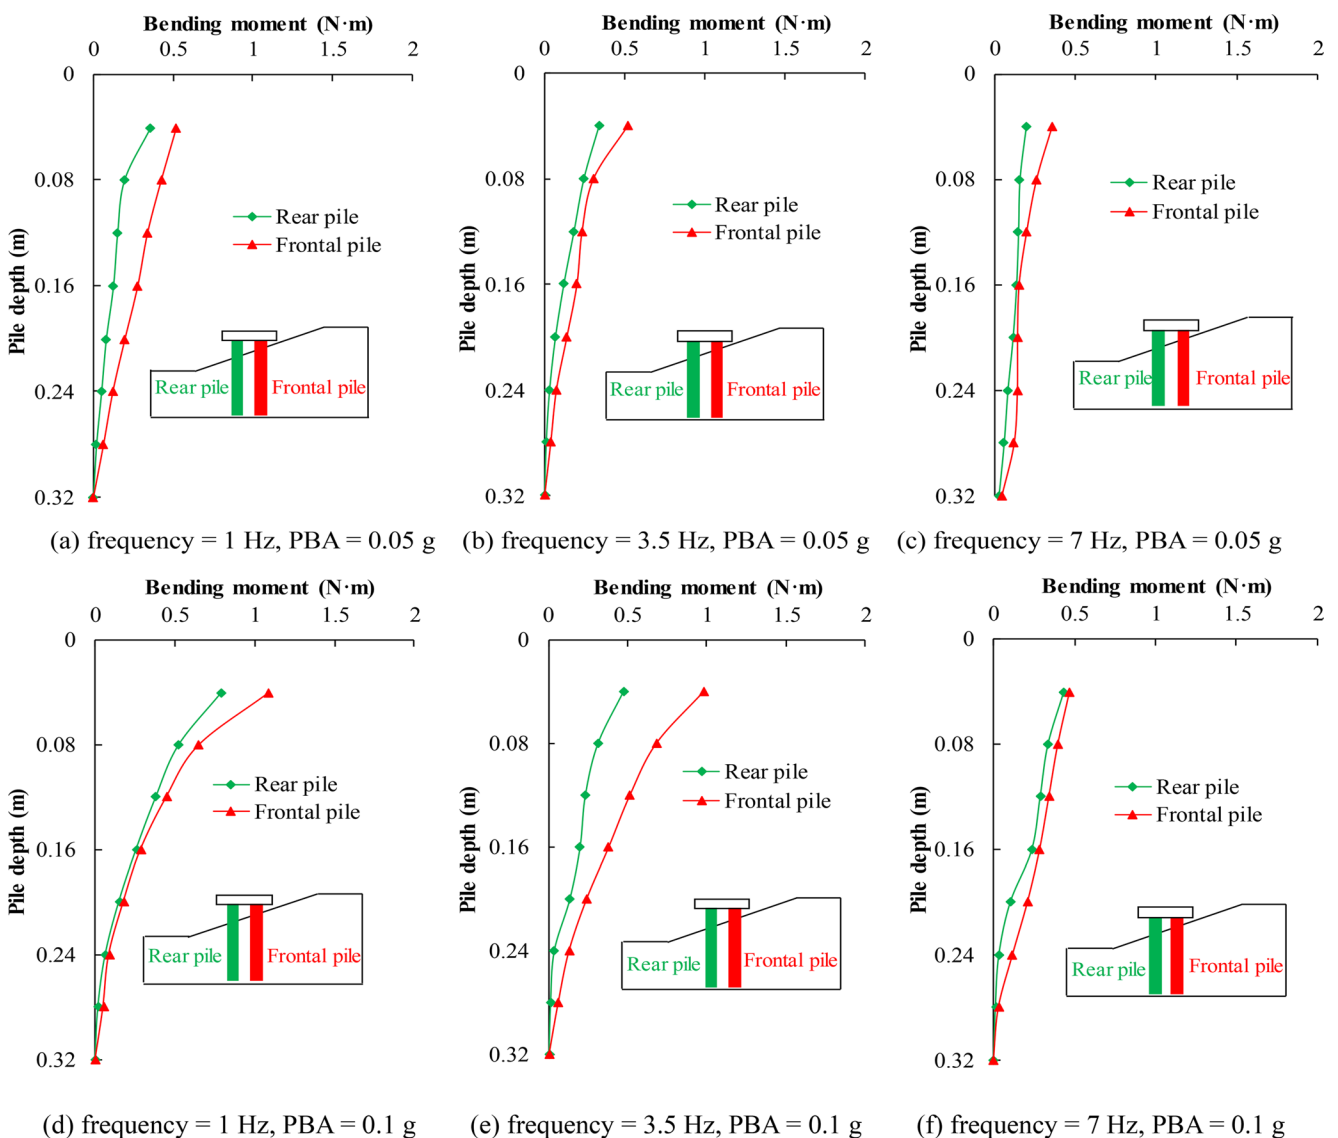 Bending moment (N·m)
0 0.5 1 1.5 2
0
0.08
0.16
0.24
0.32
Pile depth (m)
Rear pile
Frontal pile
Rear pile Frontal pile
(a) frequency = 1 Hz, PBA = 0.05 g
Bending moment (N·m)
0 0.5 1 1.5 2
0
0.08
0.16
0.24
0.32
Pile depth (m)
Rear pile
Frontal pile
Rear pile Frontal pile
(b) frequency = 3.5 Hz, PBA = 0.05 g
Bending moment (N·m)
0 0.5 1 1.5 2
0
0.08
0.16
0.24
0.32
Pile depth (m)
Rear pile
Frontal pile
Rear pile Frontal pile
(c) frequency = 7 Hz, PBA = 0.05 g
Bending moment (N·m)
0 0.5 1 1.5 2
0
0.08
0.16
0.24
0.32
Pile depth (m)
Rear pile
Frontal pile
Rear pile Frontal pile
(d) frequency = 1 Hz, PBA = 0.1 g
Bending moment (N·m)
0 0.5 1 1.5 2
0
0.08
0.16
0.24
0.32
Pile depth (m)
Rear pile
Frontal pile
Rear pile Frontal pile
(e) frequency = 3.5 Hz, PBA = 0.1 g
Bending moment (N·m)
0 0.5 1 1.5 2
0
0.08
0.16
0.24
0.32
Pile depth (m)
Rear pile
Frontal pile
Rear pile Frontal pile
(f) frequency = 7 Hz, PBA = 0.1 g